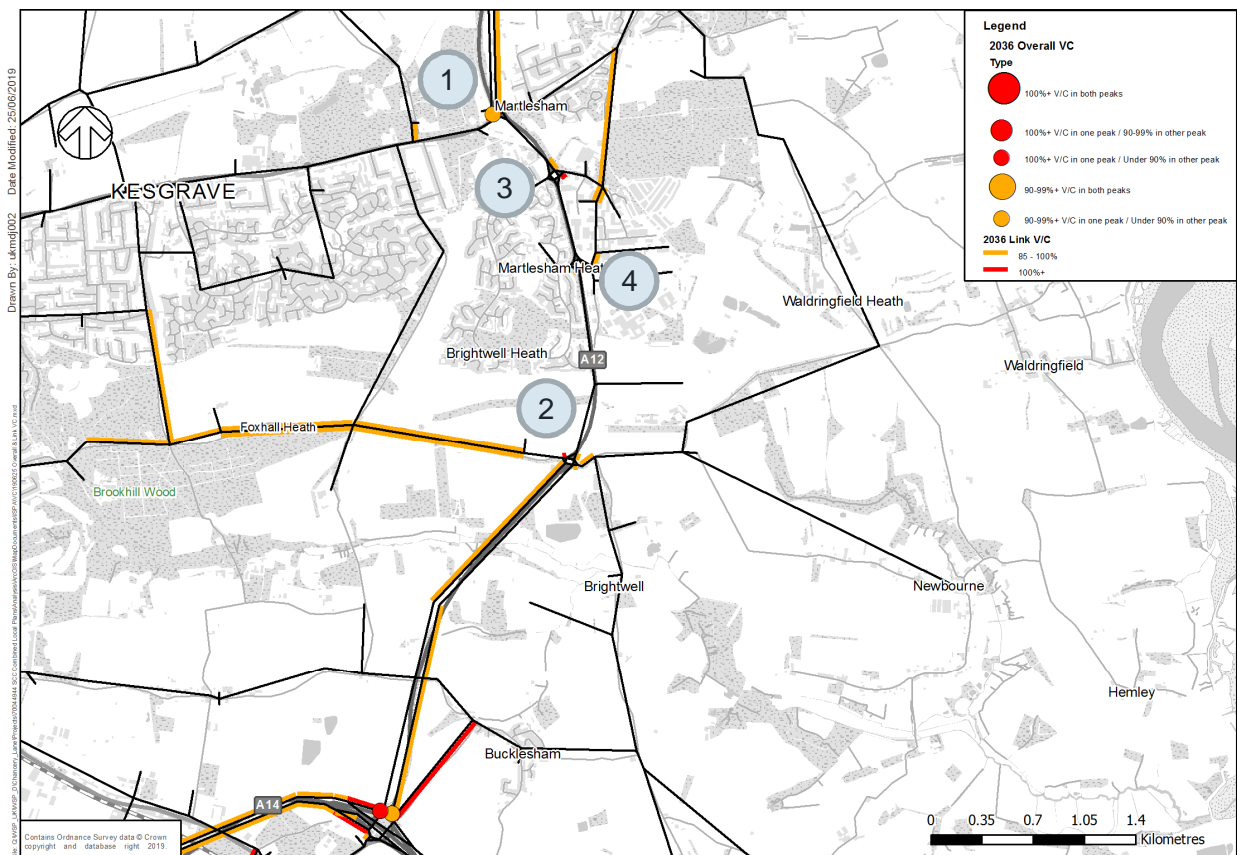 Legend
2036 Overall VC
Type
100%+ V/C in both peaks
100%+ V/C in one peak / 90-99% in other peak
100%+ V/C in one peak / Under 90% in other peak
90-99%+ V/C in both peaks
90-99%+ V/C in one peak / Under 90% in other peak
2036 Link V/C
85 - 100%
100%+
Date Modified: 25/06/2019
Drawn By: ukmdj002
1
Martlesham
3
KESGRAVE
Martlesham Heat
4
Waldringfield Heath
Brightwell Heath
A12
Waldringfield
2
Foxhall Heath
Brookhill Wood
Brightwell
Newbourne
Hemley
Bucklesham
A14
0 0.35 0.7 1.05 1.4
Kilometres
Contains Ordnance Survey data © Crown
copyright and database right 2019.